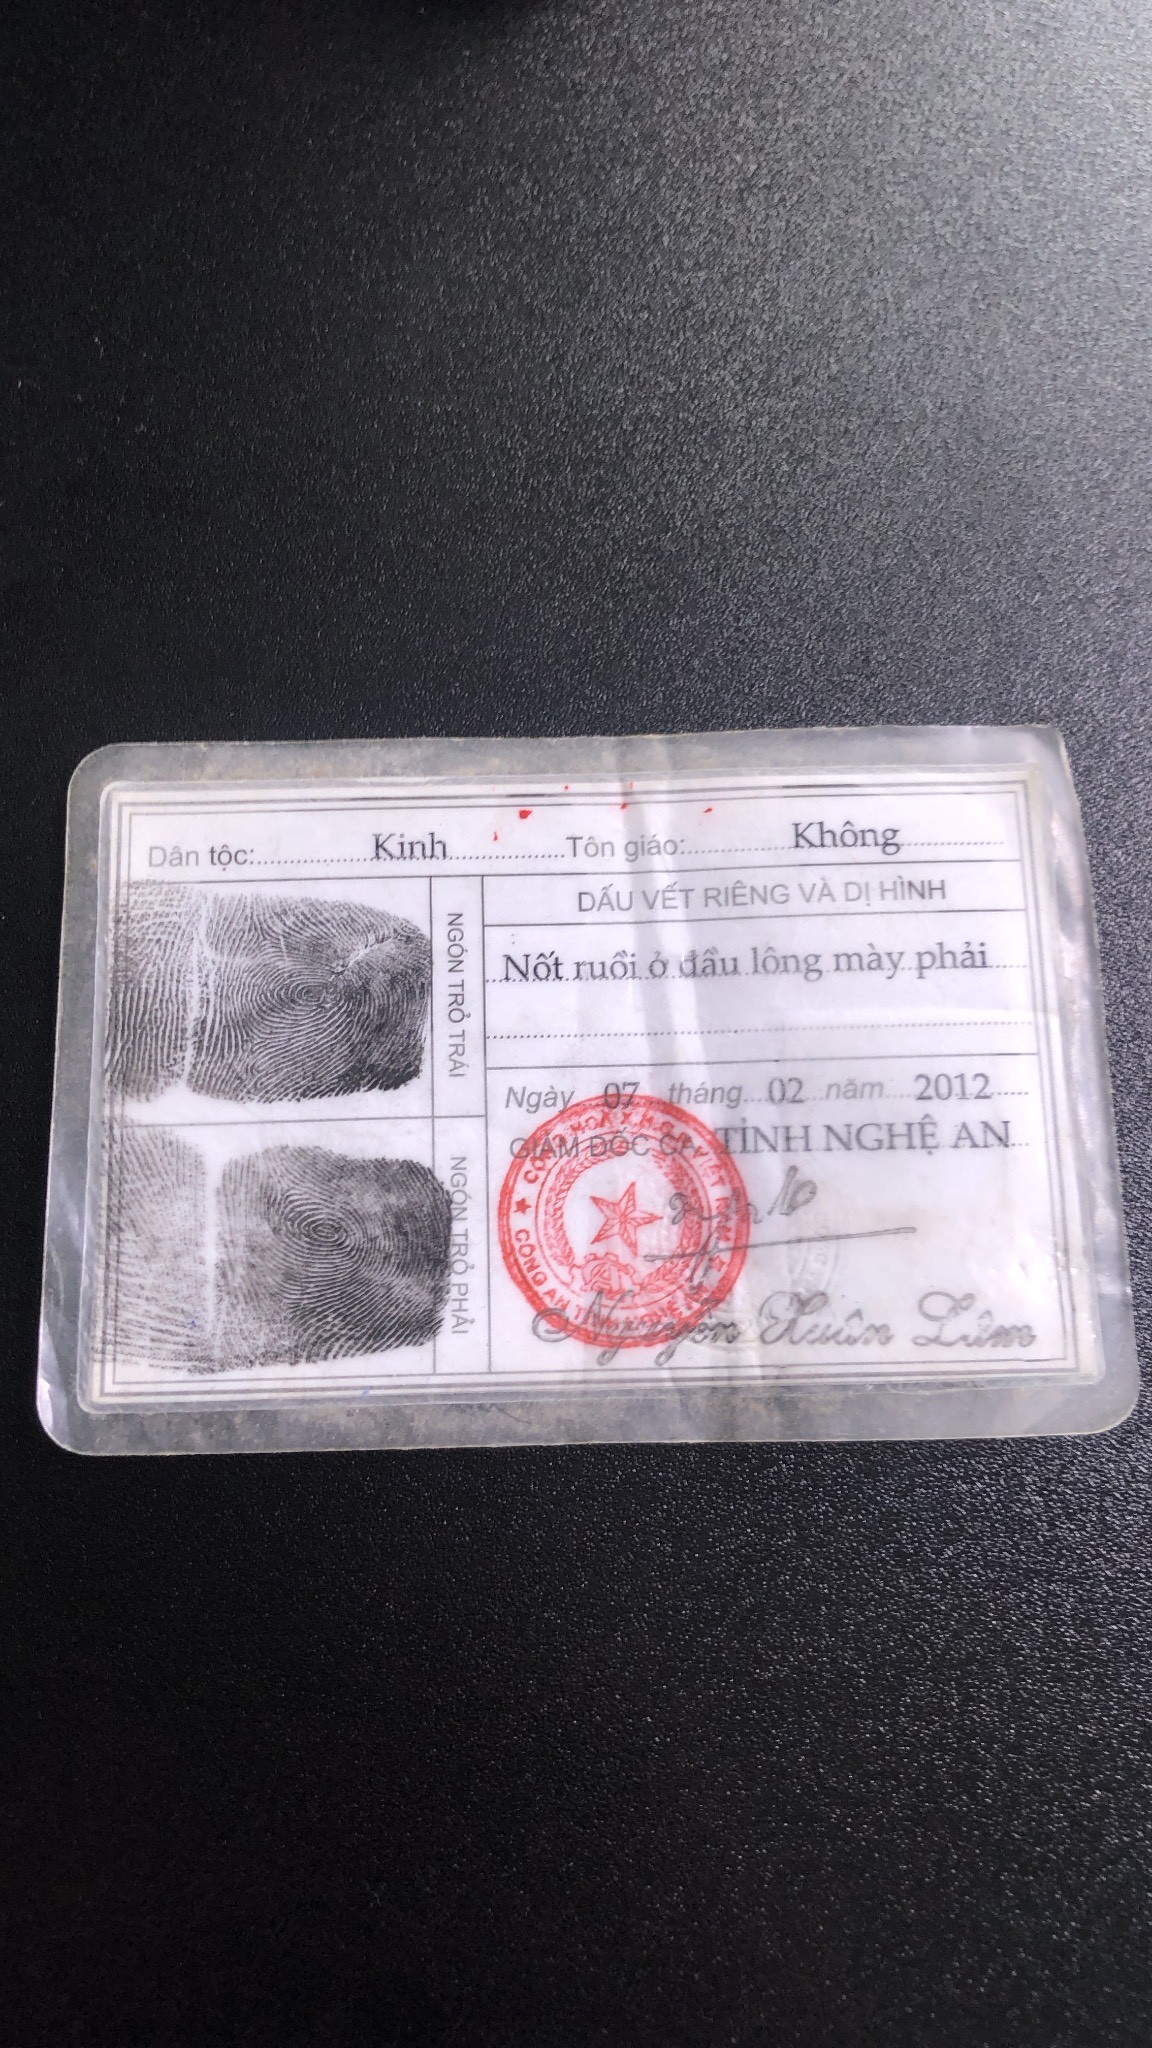 Dân tộc: Kinh Tôn giáo: Không
NGÓN TRỎ TRÁI
DẤU VẾT RIÊNG VÀ DỊ HÌNH
Nốt ruồi ở đầu lông mày phải
Ngày 07 tháng 02 năm 2012
GIÁM ĐỐC CA TỈNH NGHỆ AN
NGÓN TRỎ PHẢI
Nguyễn Xuân Lâm